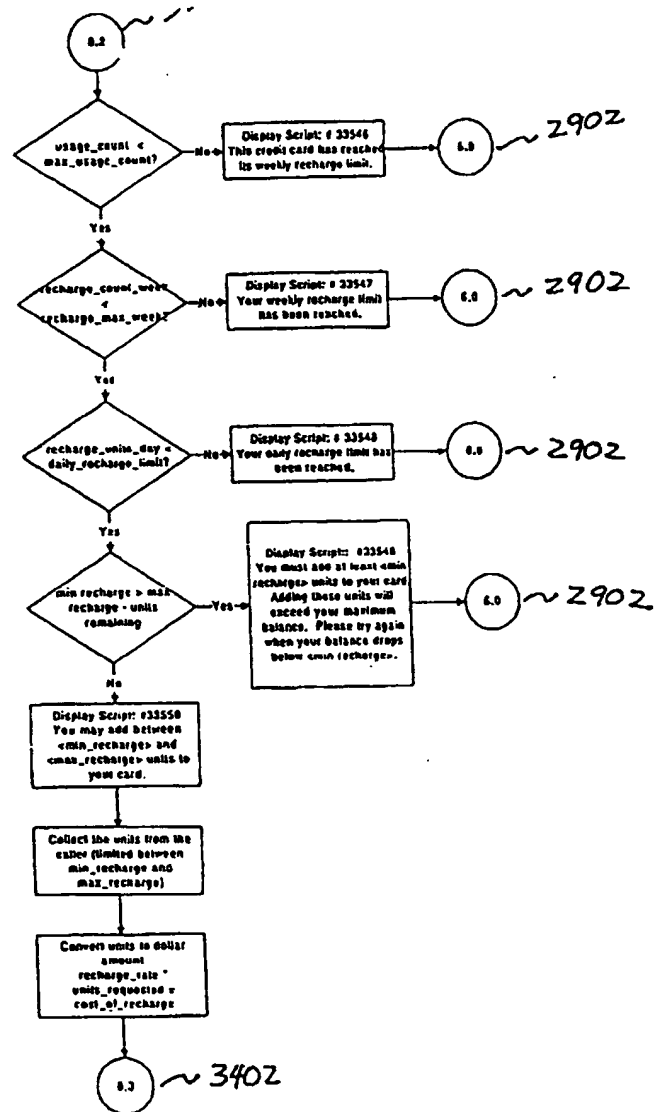 8.2
usage_count <
max_usage_count?
No
Display Script: # 33546
This credit card has reached
its weekly recharge limit.
2902
Yes
recharge_count_week
<
recharge_max_week?
No
Display Script: # 33547
Your weekly recharge limit
has been reached.
6.0
2902
Yes
recharge_units_day <
daily_recharge_limit?
No
Display Script: # 33548
Your daily recharge limit has
been reached.
2902
Yes
min recharge > max
recharge - units
remaining
Yes
Display Script:
You must add at least <min
recharge> units to your card.
Adding these units will
exceed your maximum
balance. Please try again
when your balance drops
below <min recharge>.
6.0
2902
No
Display Script: #33550
You may add between
<min_recharge> and
<max_recharge> units to
your card.
Collect the units from the
caller (limited between
min_recharge and
max_recharge)
Convert units to dollar
amount
recharge_rate *
units_requested =
cost_of_recharge
8.3
3402